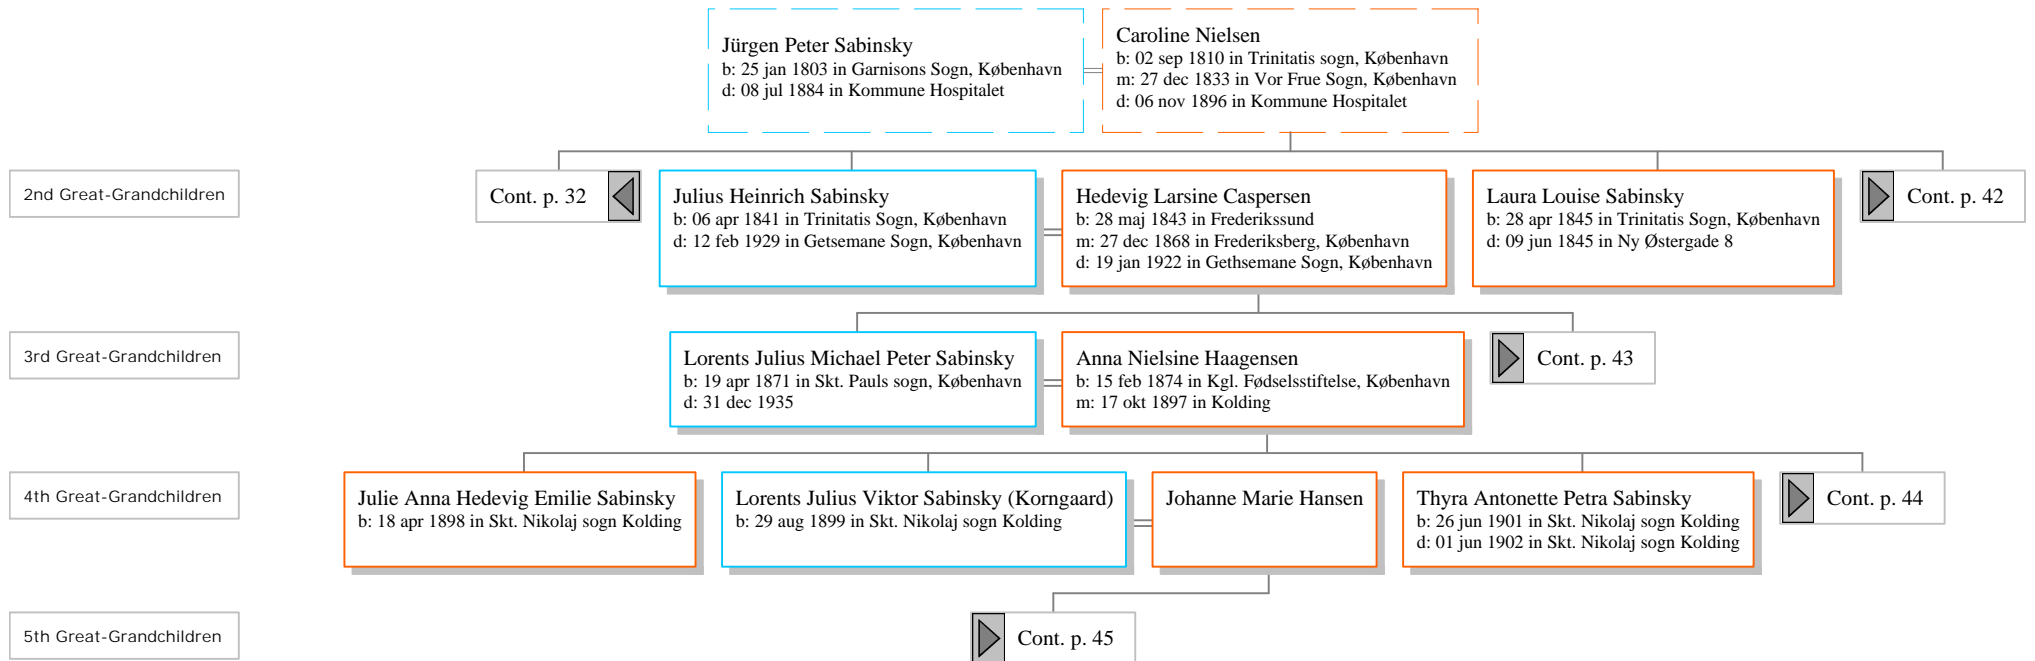 Jürgen Peter Sabinsky
b: 25 jan 1803 in Garnisons Sogn, København
d: 08 jul 1884 in Kommune Hospitalet
Caroline Nielsen
b: 02 sep 1810 in Trinitatis sogn, København
m: 27 dec 1833 in Vor Frue Sogn, København
d: 06 nov 1896 in Kommune Hospitalet
2nd Great-Grandchildren
Cont. p. 32
Julius Heinrich Sabinsky
b: 06 apr 1841 in Trinitatis Sogn, København
d: 12 feb 1929 in Getsemane Sogn, København
Hedevig Larsine Caspersen
b: 28 maj 1843 in Frederikssund
m: 27 dec 1868 in Frederiksberg, København
d: 19 jan 1922 in Gethsemane Sogn, København
Laura Louise Sabinsky
b: 28 apr 1845 in Trinitatis Sogn, København
d: 09 jun 1845 in Ny Østergade 8
Cont. p. 42
3rd Great-Grandchildren
Lorents Julius Michael Peter Sabinsky
b: 19 apr 1871 in Skt. Pauls sogn, København
d: 31 dec 1935
Anna Nielsine Haagensen
b: 15 feb 1874 in Kgl. Fødselsstiftelse, København
m: 17 okt 1897 in Kolding
Cont. p. 43
4th Great-Grandchildren
Julie Anna Hedevig Emilie Sabinsky
b: 18 apr 1898 in Skt. Nikolaj sogn Kolding
Lorents Julius Viktor Sabinsky (Korngaard)
b: 29 aug 1899 in Skt. Nikolaj sogn Kolding
Johanne Marie Hansen
Thyra Antonette Petra Sabinsky
b: 26 jun 1901 in Skt. Nikolaj sogn Kolding
d: 01 jun 1902 in Skt. Nikolaj sogn Kolding
Cont. p. 44
5th Great-Grandchildren
Cont. p. 45